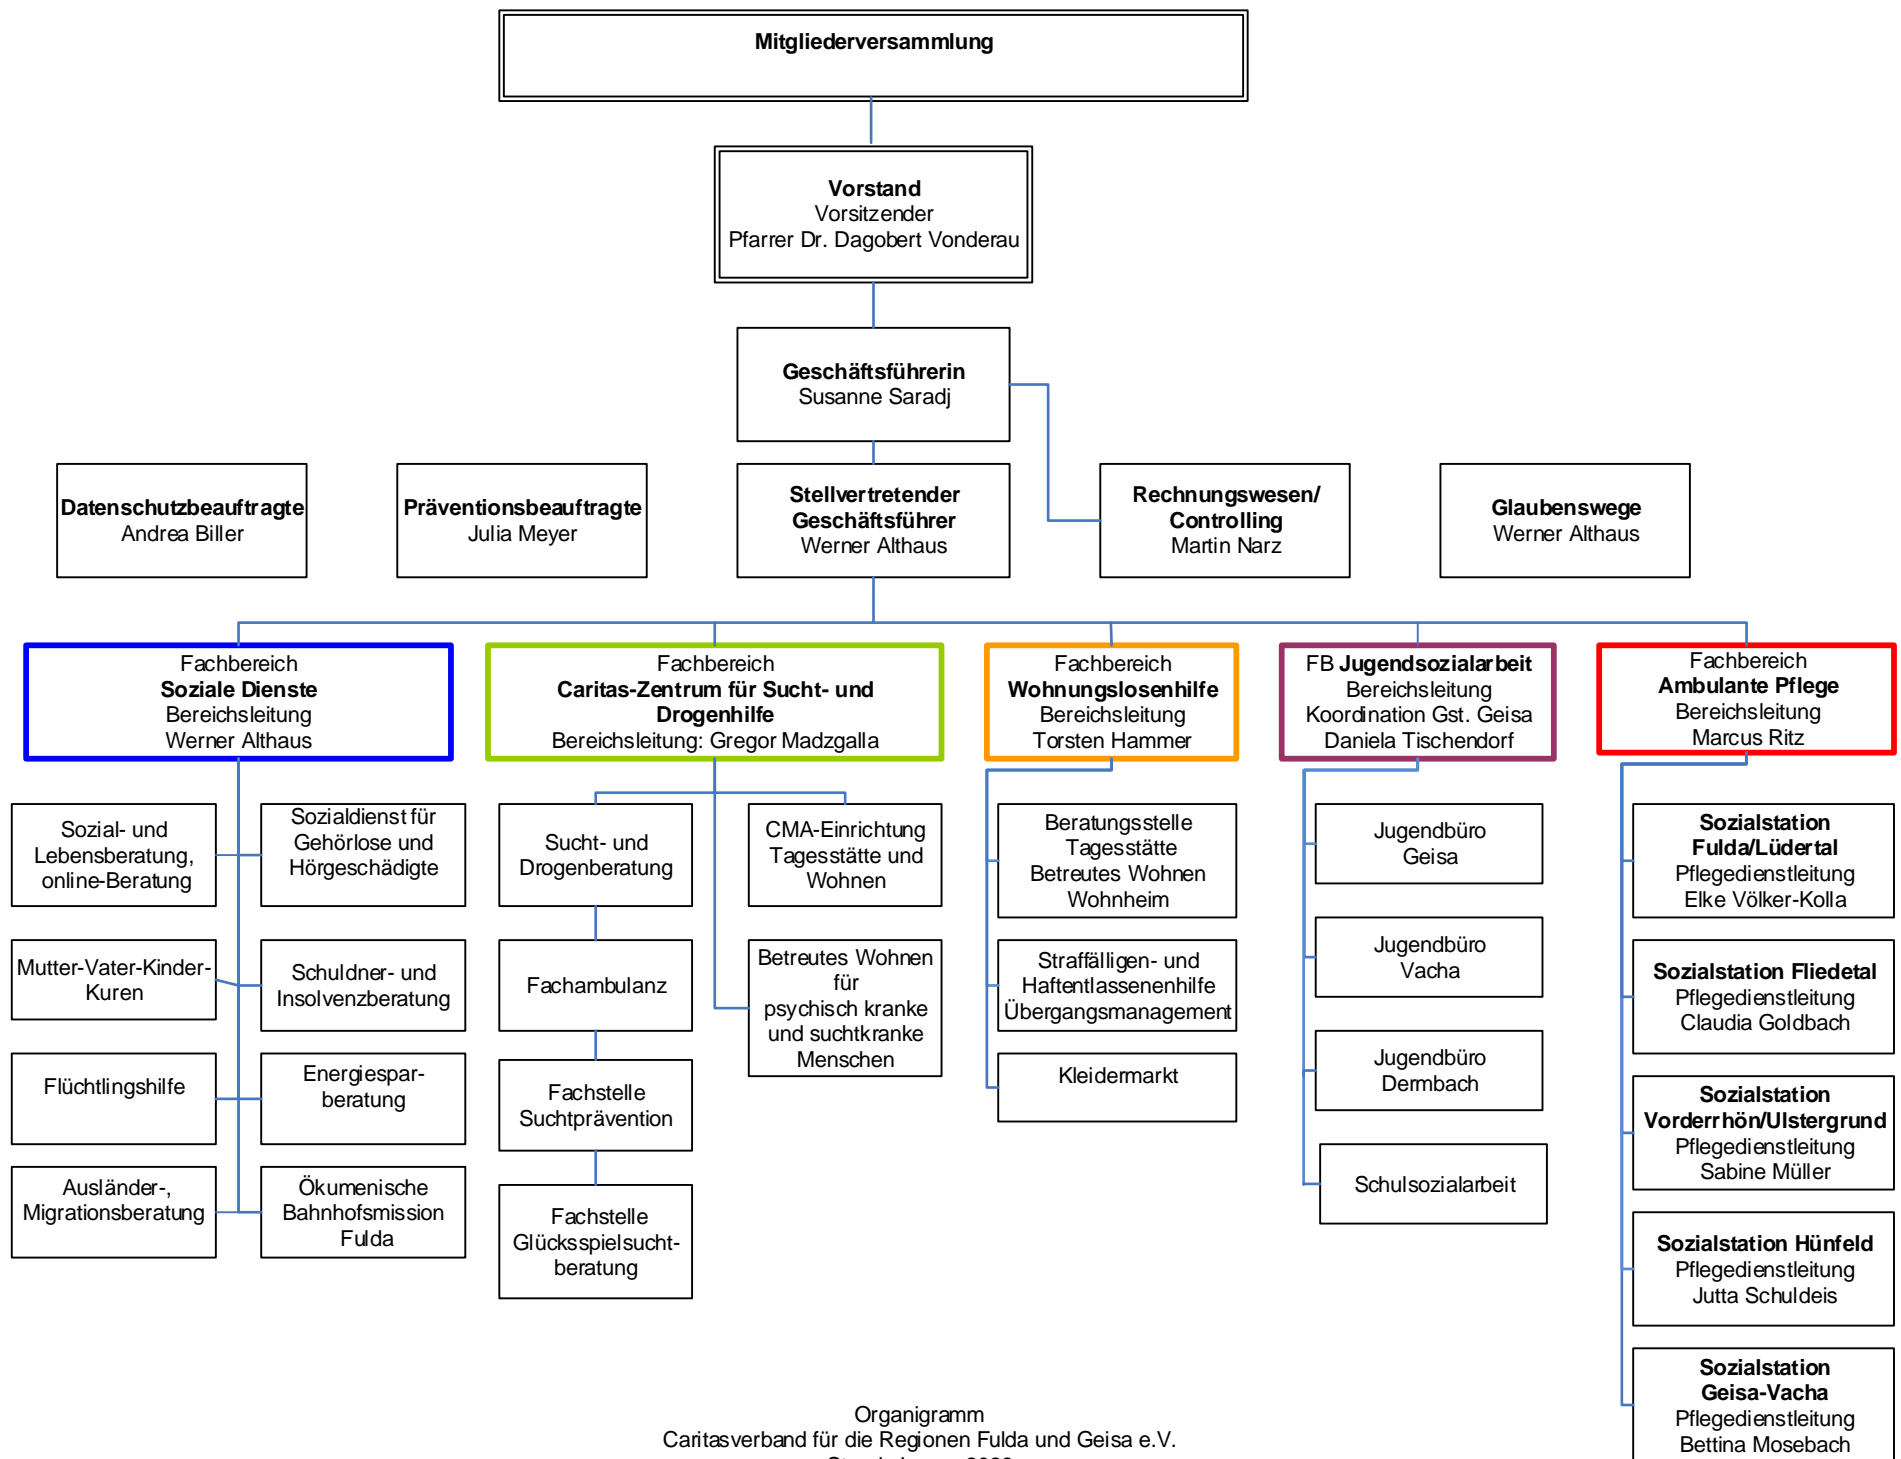 Mitgliederversammlung
Vorstand
Vorsitzender
Pfarrer Dr. Dagobert Vonderau
Geschäftsführerin
Susanne Saradj
Datenschutzbeauftragte
Andrea Biller
Präventionsbeauftragte
Julia Meyer
Stellvertretender
Geschäftsführer
Werner Althaus
Rechnungswesen/
Controlling
Martin Narz
Glaubenswege
Werner Althaus
Fachbereich
Soziale Dienste
Bereichsleitung
Werner Althaus
Fachbereich
Caritas-Zentrum für Sucht- und
Drogenhilfe
Bereichsleitung: Gregor Madzgalla
Fachbereich
Wohnungslosenhilfe
Bereichsleitung
Torsten Hammer
FB Jugendsozialarbeit
Bereichsleitung
Koordination Gst. Geisa
Daniela Tischendorf
Fachbereich
Ambulante Pflege
Bereichsleitung
Marcus Ritz
Sozial- und
Lebensberatung,
online-Beratung
Sozialdienst für
Gehörlose und
Hörgeschädigte
Mutter-Vater-Kinder-
Kuren
Schuldner- und
Insolvenzberatung
Flüchtlingshilfe
Energiespar-
beratung
Ausländer-,
Migrationsberatung
Ökumenische
Bahnhofsmission
Fulda
Sucht- und
Drogenberatung
CMA-Einrichtung
Tagesstätte und
Wohnen
Fachambulanz
Betreutes Wohnen
für
psychisch kranke
und suchtkranke
Menschen
Fachstelle
Suchtprävention
Fachstelle
Glücksspielsucht-
beratung
Beratungsstelle
Tagesstätte
Betreutes Wohnen
Wohnheim
Straffälligen- und
Haftentlassenenhilfe
Übergangsmanagement
Kleidermarkt
Jugendbüro
Geisa
Jugendbüro
Vacha
Jugendbüro
Dermbach
Schulsozialarbeit
Sozialstation
Fulda/Lüdertal
Pflegedienstleitung
Elke Völker-Kolla
Sozialstation Fliedetal
Pflegedienstleitung
Claudia Goldbach
Sozialstation
Vorderrhön/Ulstergrund
Pflegedienstleitung
Sabine Müller
Sozialstation Hünfeld
Pflegedienstleitung
Jutta Schuldeis
Sozialstation
Geisa-Vacha
Pflegedienstleitung
Bettina Mosebach
Organigramm
Caritasverband für die Regionen Fulda und Geisa e.V.